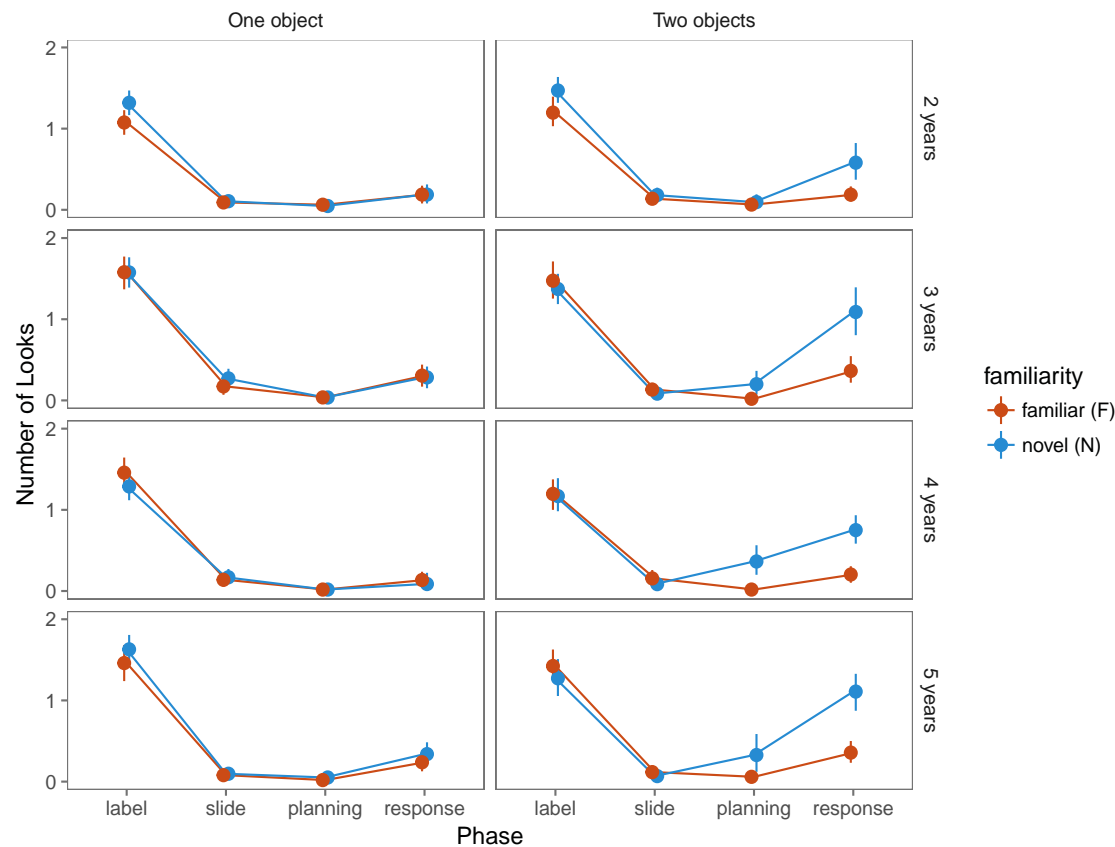 One object
Two objects
2
1
0
2 years
2
1
0
3 years
2
1
0
4 years
2
1
0
5 years
Number of Looks
label
slide
planning
response
label
slide
planning
response
Phase
familiarity
familiar (F)
novel (N)